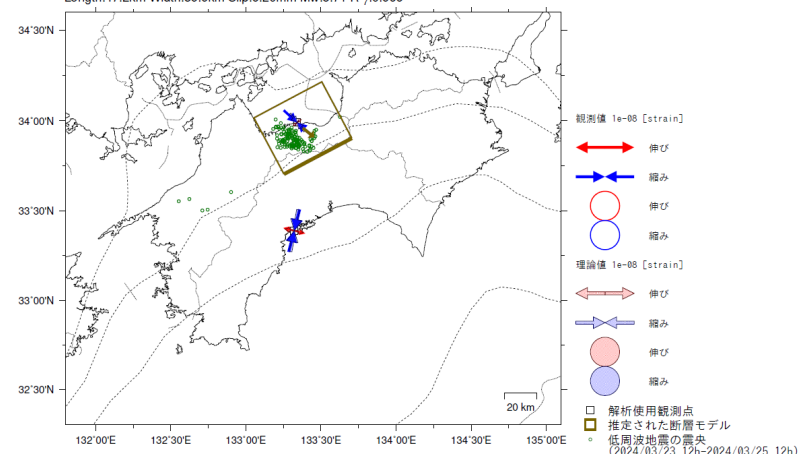 34°30'N
34°00'N
33°30'N
33°00'N
32°30'N
132°00'E
132°30'E
133°00'E
133°30'E
134°00'E
134°30'E
135°00'E
20 km
観測値 1e-08 [strain]
伸び
縮み
伸び
縮み
理論値 1e-08 [strain]
伸び
縮み
伸び
縮み
解析使用観測点
推定された断層モデル
低周波地震の震央
(2024/03/23 12h-2024/03/25 12h)